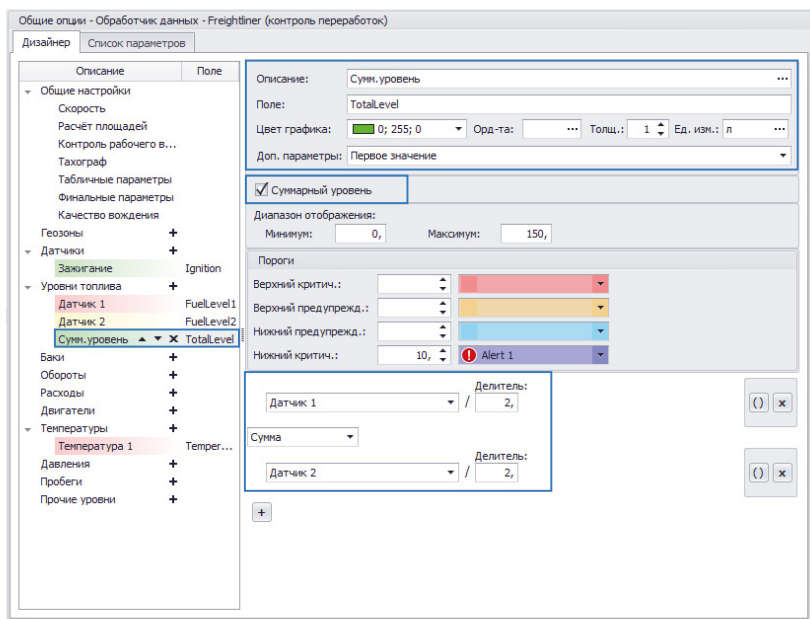 Общие опции - Обработчик данных - Freightliner (контроль переработок)
Дизайнер Список параметров
Описание Поле
Общие настройки
Скорость
Расчёт площадей
Контроль рабочего в...
Тахограф
Табличные параметры
Финальные параметры
Качество вождения
Геозоны +
Датчики +
Зажигание Ignition
Уровни топлива +
Датчик 1 FuelLevel1
Датчик 2 FuelLevel2
Сумм.уровень TotalLevel
Баки +
Обороты +
Расходы +
Двигатели +
Температуры +
Температура 1 Temper...
Давления +
Пробеги +
Прочие уровни +
Описание: Сумм.уровень ...
Поле: TotalLevel
Цвет графика: 0; 255; 0 Орд-та: ... Толщ.: 1 Ед. изм.: л ...
Доп. параметры: Первое значение
Суммарный уровень
Диапазон отображения:
Минимум: 0, Максимум: 150,
Пороги
Верхний критич.:
Верхний предупрежд.:
Нижний предупрежд.:
Нижний критич.: 10, Alert 1
Делитель:
Датчик 1 / 2, () x
Сумма
Делитель:
Датчик 2 / 2, () x
+